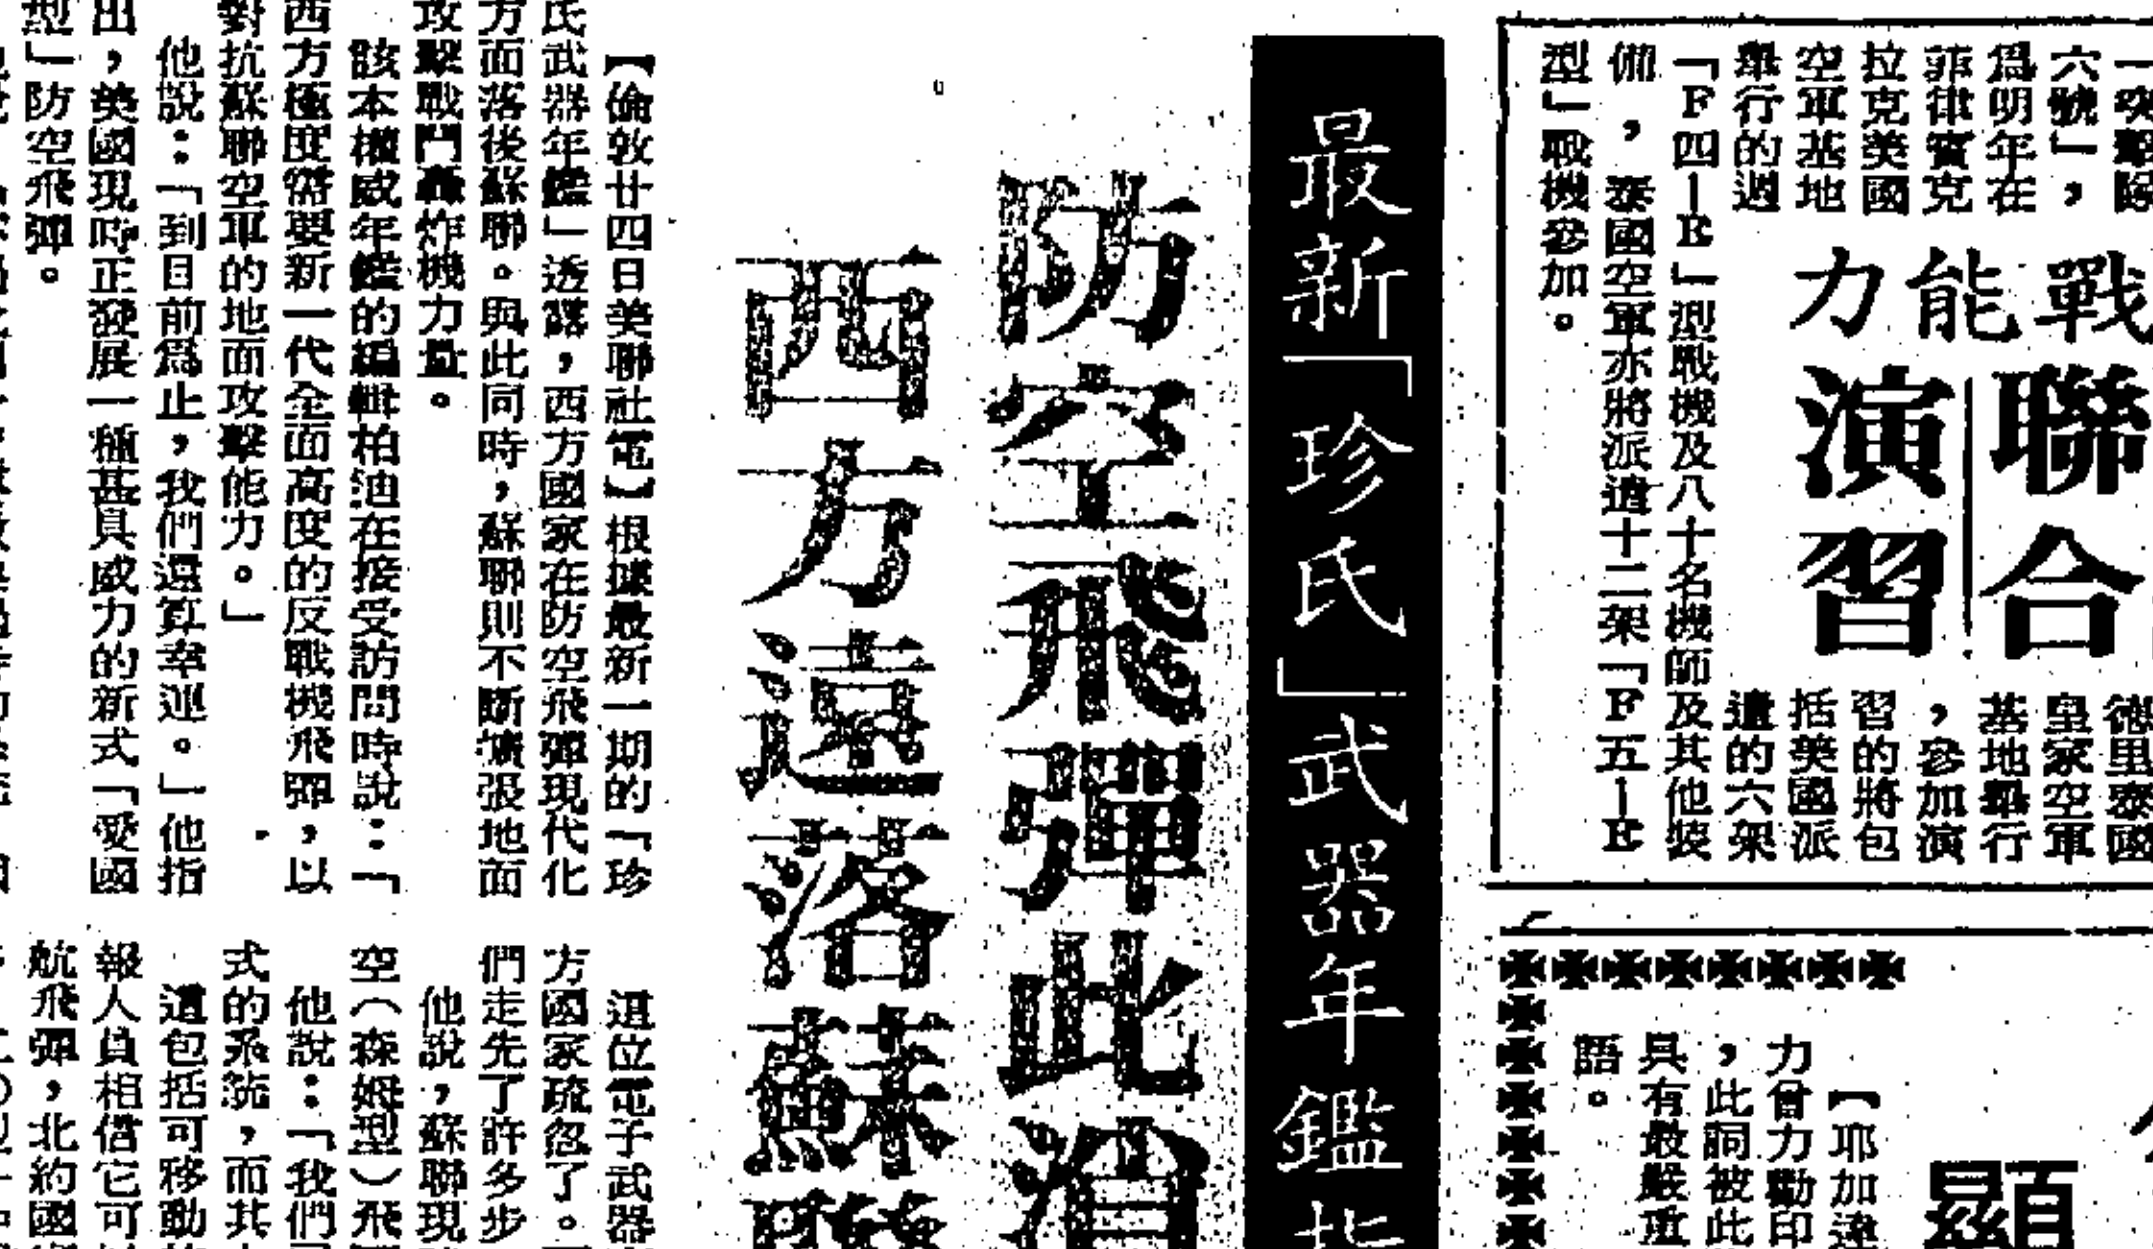 戰能力
聯合
演習
六號」，
爲明年在
菲律賓克
拉克美國
空軍基地
舉行的週
德里泰國
皇家空軍
基地舉行
，參加演
習的將包
括美國派
遣的六架
「F四—E」型戰機及八十名機師及其他裝
備，泰國空軍亦將派遣十二架「F五—E
型」戰機參加。
顯
【耶加達
力曾力勸印
，此詞被此
具有最嚴重
語。
最新「珍氏」武器年鑑指
防空飛彈此消
西方遠落蘇聯
【倫敦廿四日美聯社電】根據最新一期的「珍
氏武器年鑑」透露，西方國家在防空飛彈現代化
方面落後蘇聯。與此同時，蘇聯則不斷擴張地面
攻擊戰鬥轟炸機力量。
該本權威年鑑的編輯柏迪在接受訪問時說：「
西方極度需要新一代全面高度的反戰機飛彈，以
對抗蘇聯空軍的地面攻擊能力。」
他說：「到目前爲止，我們還算幸運。」他指
出，美國現時正發展一種甚具威力的新式「愛國
型」防空飛彈。
這位電子武器
方國家疏忽了。
們走先了許多步
他說，蘇聯現
空（森姆型）飛
他說：「我們
式的系統，而其
這包括可移動
報人員相信它可
航飛彈，北約國